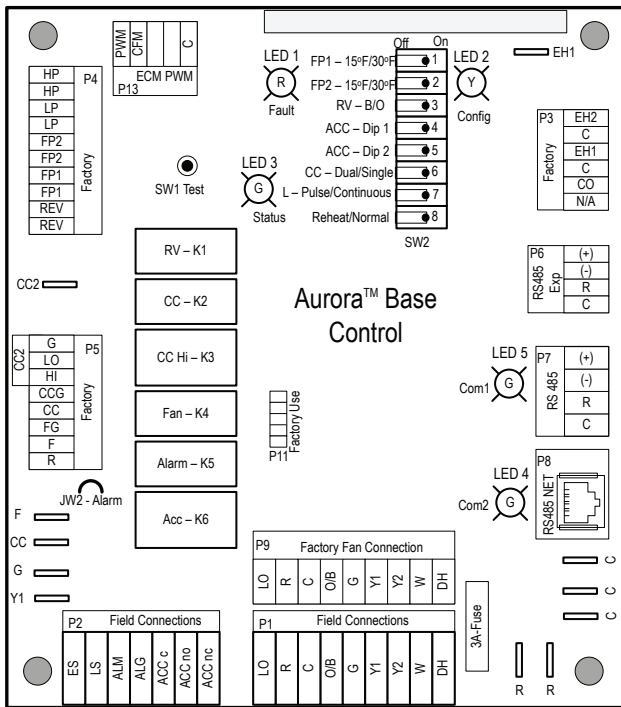 PWM
CFM
C
ECM PWM
P13
LED 1
R
Fault
Off
On
FP1 – 15ºF/30ºF
1
FP2 – 15ºF/30ºF
2
RV – B/O
3
ACC – Dip 1
4
ACC – Dip 2
5
CC – Dual/Single
6
L – Pulse/Continuous
7
Reheat/Normal
8
SW2
LED 2
Y
Config
EH1
P4
HP
HP
LP
LP
FP2
FP2
FP1
FP1
REV
REV
Factory
SW1 Test
LED 3
G
Status
P3
EH2
C
EH1
C
CO
N/A
Factory
RV – K1
CC – K2
CC Hi – K3
Fan – K4
Alarm – K5
Acc – K6
Aurora™ Base
Control
P6
RS485
Exp
(+)
(-)
R
C
CC2
CC2
P5
G
LO
HI
CCG
CC
FG
F
R
Factory
LED 5
Com1
G
P7
RS 485
(+)
(-)
R
C
Factory Use
P11
JW2 - Alarm
LED 4
Com2
G
P8
RS485 NET
F
CC
G
Y1
P9
Factory Fan Connection
LO
R
C
O/B
G
Y1
Y2
W
DH
C
C
C
P2
Field Connections
ES
LS
ALM
ALG
ACC c
ACC no
ACC nc
P1
Field Connections
LO
R
C
O/B
G
Y1
Y2
W
DH
3A-Fuse
R
R